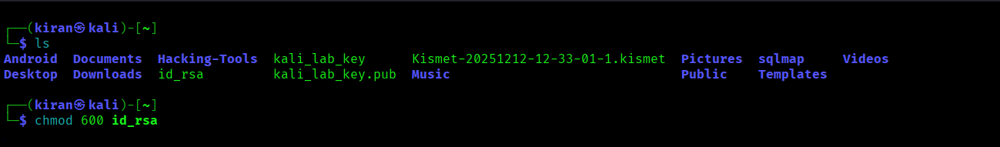 ┌──(kiran㉿kali)-[~]
└─$ ls
Android  Documents  Hacking-Tools  kali_lab_key      Kismet-20251212-12-33-01-1.kismet  Pictures  sqlmap     Videos
Desktop  Downloads  id_rsa         kali_lab_key.pub  Music                              Public    Templates
┌──(kiran㉿kali)-[~]
└─$ chmod 600 id_rsa